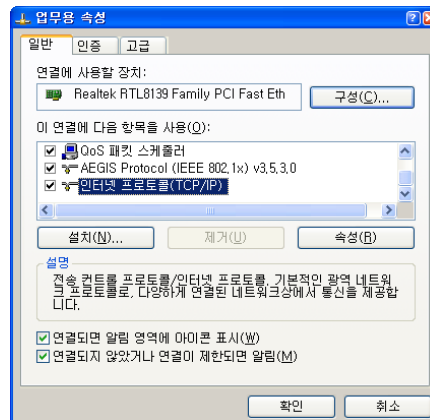 업무용 속성
일반 인증 고급
연결에 사용할 장치:
Realtek RTL8139 Family PCI Fast Eth
구성(C)...
이 연결에 다음 항목을 사용(O):
QoS 패킷 스케줄러
AEGIS Protocol (IEEE 802,1x) v3,5,3,0
인터넷 프로토콜(TCP/IP)
설치(N)... 제거(U) 속성(R)
설명
전송 컨트롤 프로토콜/인터넷 프로토콜. 기본적인 광역 네트워
크 프로토콜로, 다양하게 연결된 네트워크상에서 통신을 제공합
니다.
연결되면 알림 영역에 아이콘 표시(W)
연결되지 않았거나 연결이 제한되면 알림(M)
확인 취소